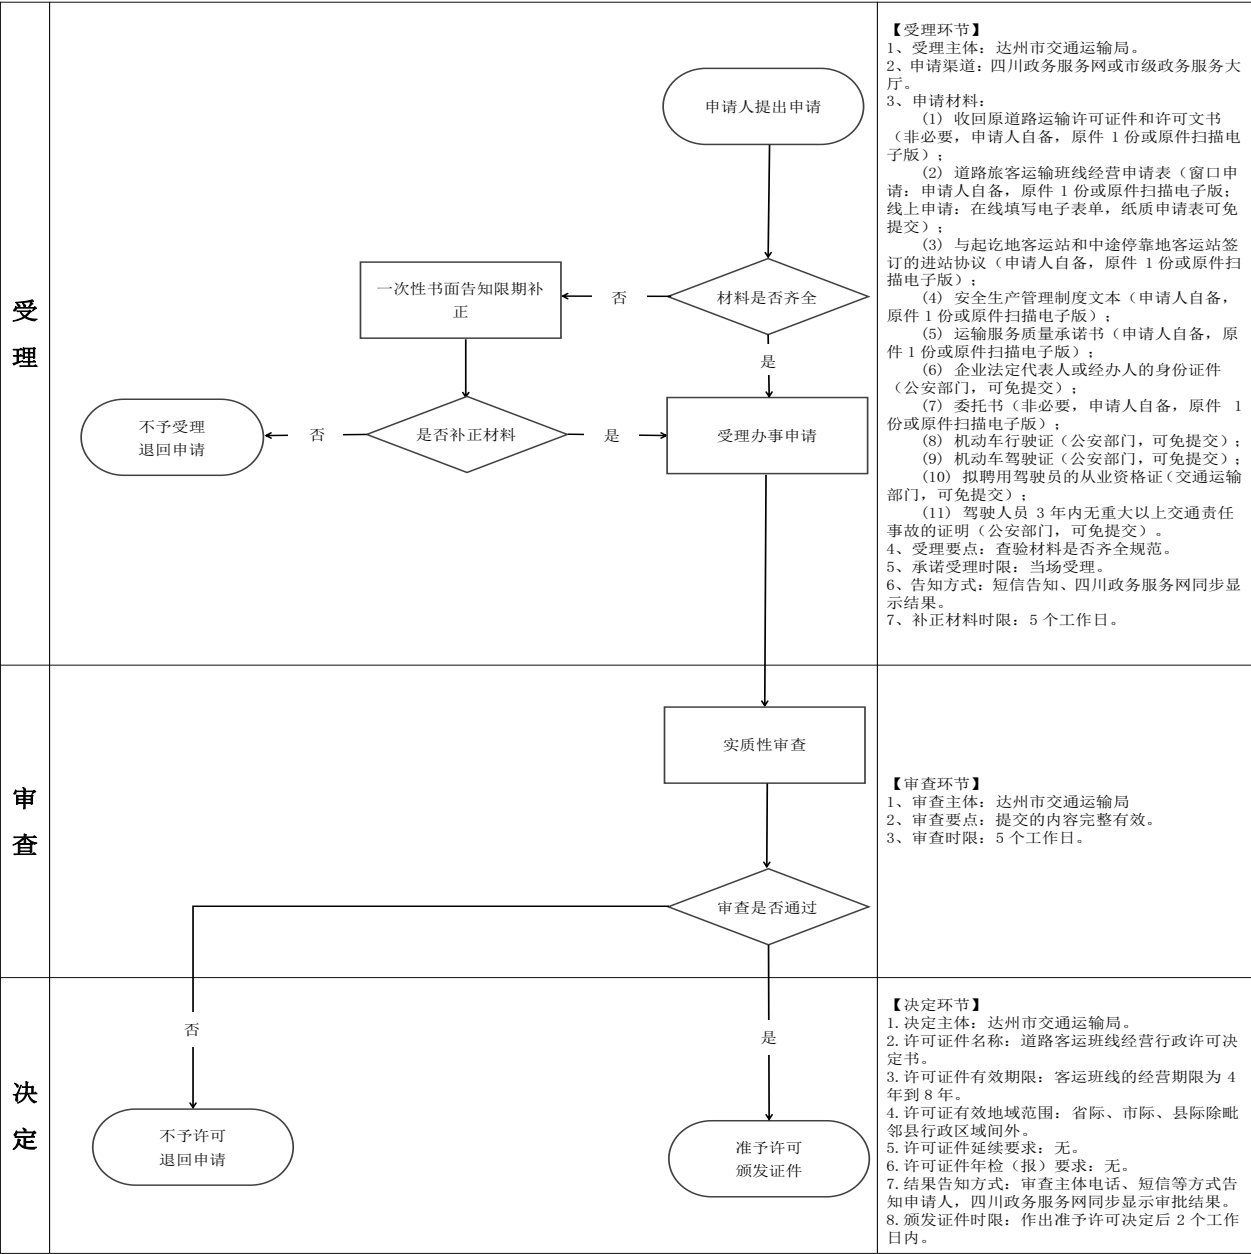 受
理
申请人提出申请
材料是否齐全
否
一次性书面告知限期补
正
是
是否补正材料
否
不予受理
退回申请
是
受理办事申请
【受理环节】
1、受理主体：达州市交通运输局。
2、申请渠道：四川政务服务网或市级政务服务大
厅。
3、申请材料：
（1）收回原道路运输许可证件和许可文书
（非必要，申请人自备，原件 1 份或原件扫描电
子版）；
（2）道路旅客运输班线经营申请表（窗口申
请：申请人自备，原件 1 份或原件扫描电子版；
线上申请：在线填写电子表单，纸质申请表可免
提交）；
（3）与起讫地客运站和中途停靠地客运站签
订的进站协议（申请人自备，原件 1 份或原件扫
描电子版）；
（4）安全生产管理制度文本（申请人自备，
原件 1 份或原件扫描电子版）；
（5）运输服务质量承诺书（申请人自备，原
件 1 份或原件扫描电子版）；
（6）企业法定代表人或经办人的身份证件
（公安部门，可免提交）；
（7）委托书（非必要，申请人自备，原件 1
份或原件扫描电子版）；
（8）机动车行驶证（公安部门，可免提交）；
（9）机动车驾驶证（公安部门，可免提交）；
（10）拟聘用驾驶员的从业资格证（交通运输
部门，可免提交）；
（11）驾驶人员 3 年内无重大以上交通责任
事故的证明（公安部门，可免提交）。
4、受理要点：查验材料是否齐全规范。
5、承诺受理时限：当场受理。
6、告知方式：短信告知、四川政务服务网同步显
示结果。
7、补正材料时限：5 个工作日。
审
查
实质性审查
审查是否通过
【审查环节】
1、审查主体：达州市交通运输局
2、审查要点：提交的内容完整有效。
3、审查时限：5 个工作日。
决
定
否
不予许可
退回申请
是
准予许可
颁发证件
【决定环节】
1.决定主体：达州市交通运输局。
2.许可证件名称：道路客运班线经营行政许可决
定书。
3.许可证件有效期限：客运班线的经营期限为 4
年到 8 年。
4.许可证有效地域范围：省际、市际、县际除毗
邻县行政区域间外。
5.许可证件延续要求：无。
6.许可证件年检（报）要求：无。
7.结果告知方式：审查主体电话、短信等方式告
知申请人，四川政务服务网同步显示审批结果。
8.颁发证件时限：作出准予许可决定后 2 个工作
日内。